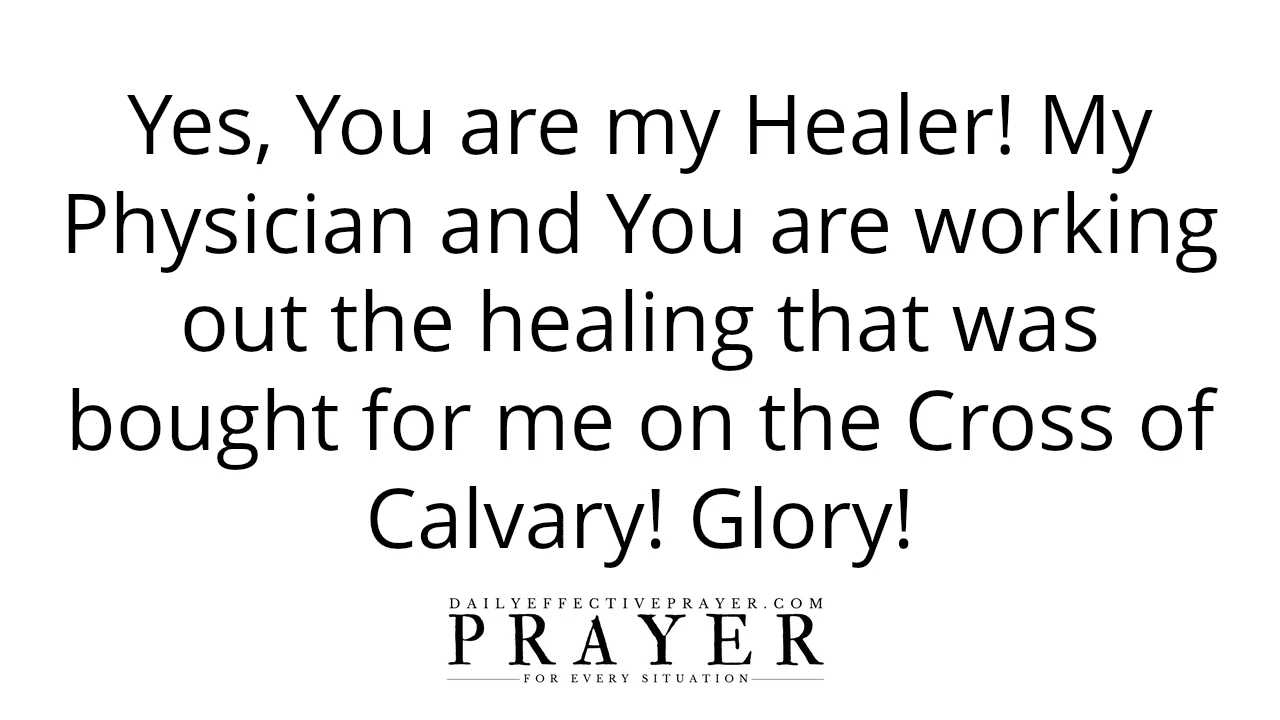 Yes, You are my Healer! My
Physician and You are working
out the healing that was
bought for me on the Cross of
Calvary! Glory!
DAILYEFFECTIVEPRAYER.COM
PRAYER
FOR EVERY SITUATION